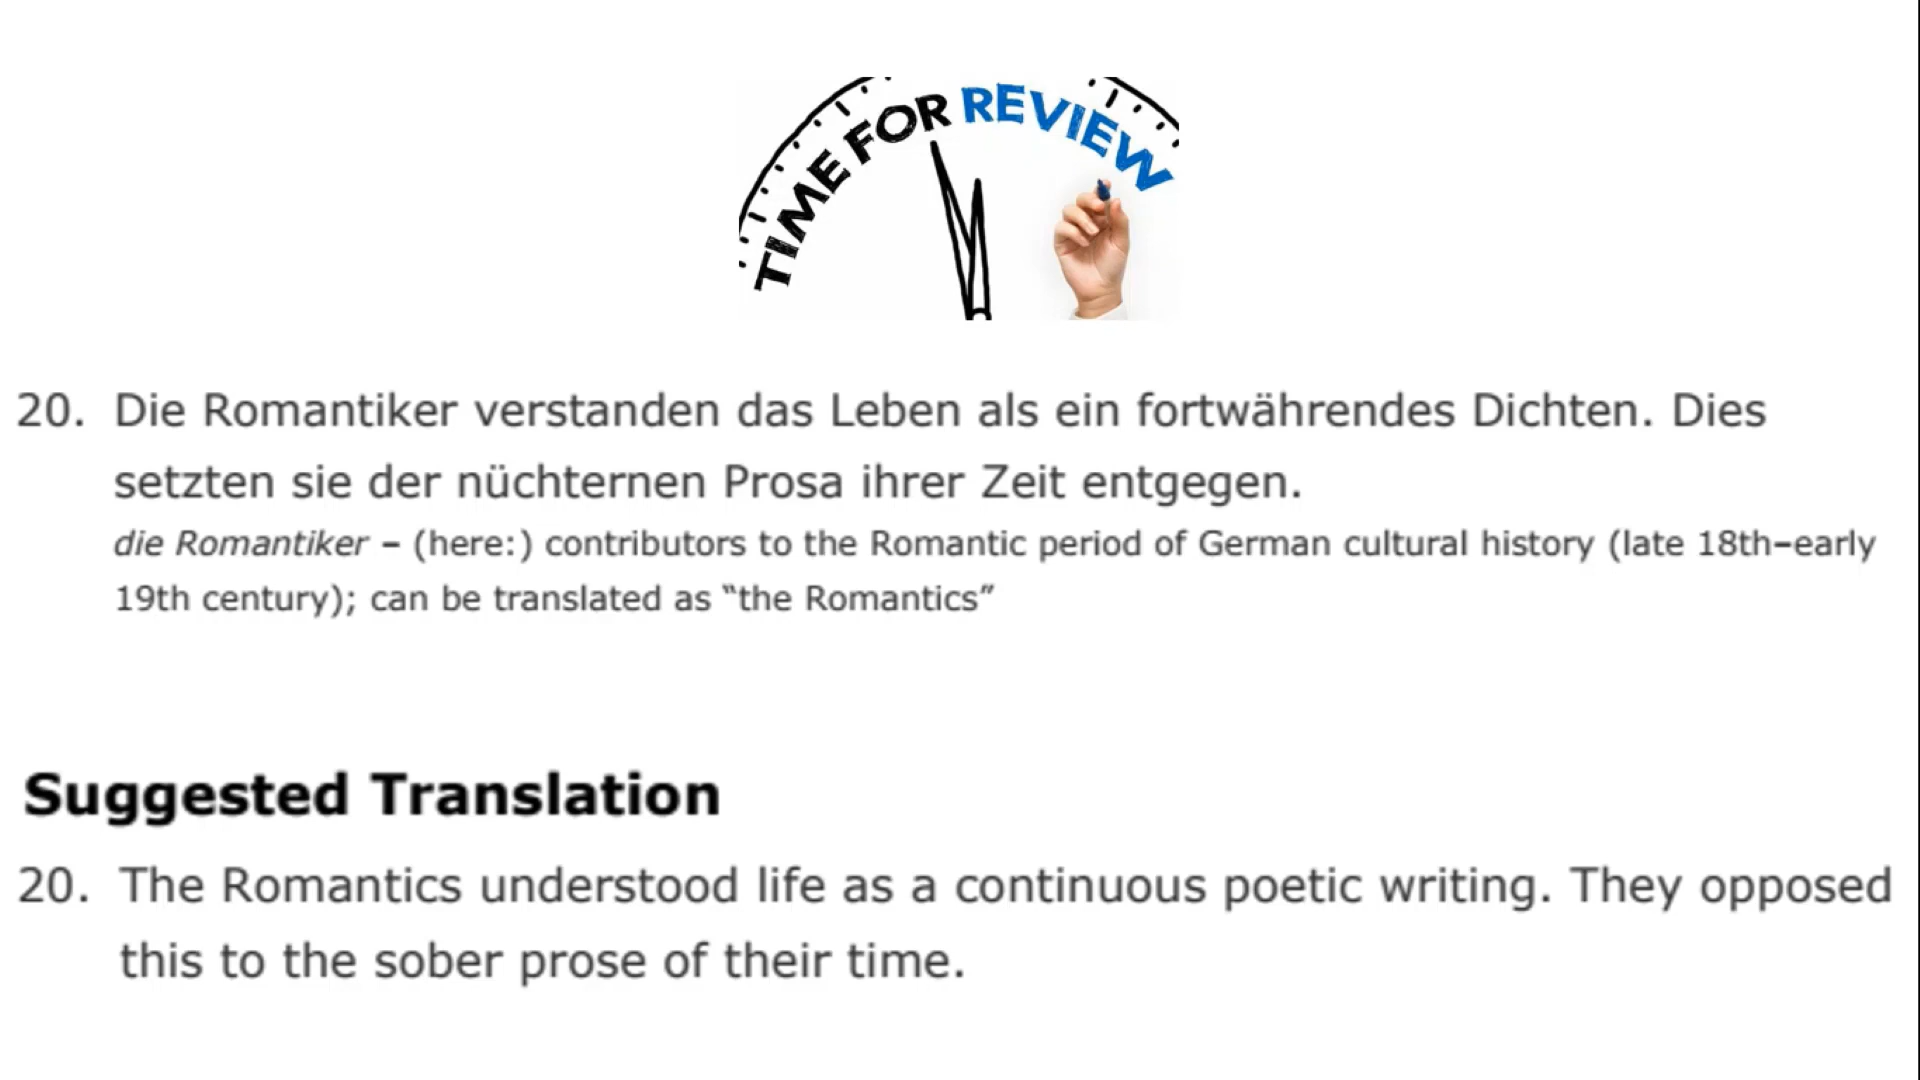 TIME FOR REVIEW
20. Die Romantiker verstanden das Leben als ein fortwährendes Dichten. Dies
setzten sie der nüchternen Prosa ihrer Zeit entgegen.
die Romantiker – (here:) contributors to the Romantic period of German cultural history (late 18th–early
19th century); can be translated as “the Romantics”
Suggested Translation
20. The Romantics understood life as a continuous poetic writing. They opposed
this to the sober prose of their time.